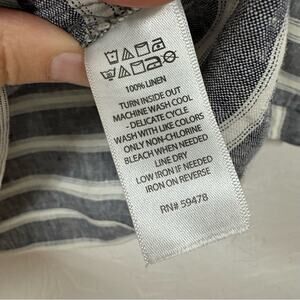 100% LINEN
TURN INSIDE OUT
MACHINE WASH COOL
- DELICATE CYCLE
WASH WITH LIKE COLORS
ONLY NON-CHLORINE
BLEACH WHEN NEEDED
LINE DRY
LOW IRON IF NEEDED
IRON ON REVERSE
RN# 59478